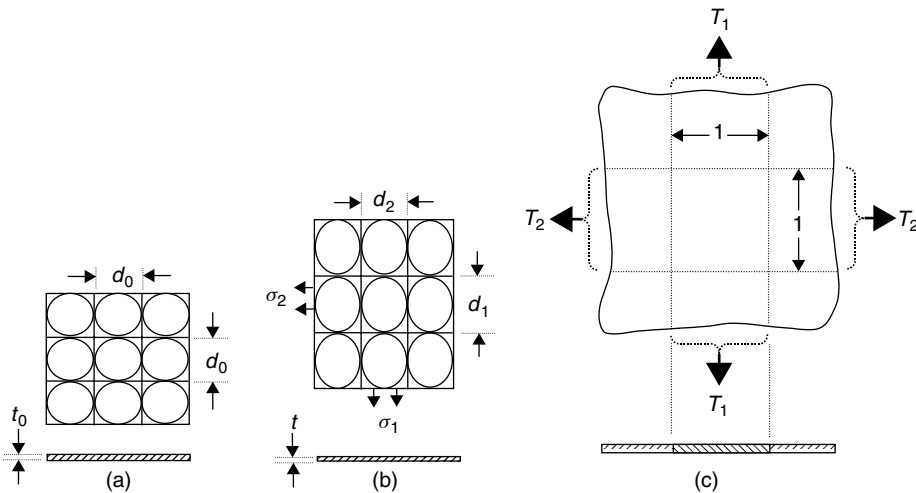 d₀
d₀
t₀
(a)
d₂
σ₂
d₁
σ₁
t
(b)
T₁
1
T₂
1
T₂
T₁
(c)